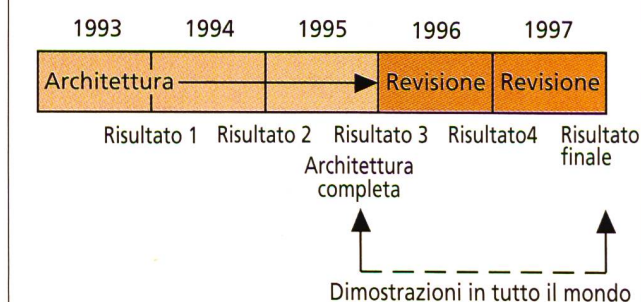 1993 1994 1995 1996 1997
Architettura Revisione Revisione
Risultato 1 Risultato 2 Risultato 3 Risultato4 Risultato
finale
Architettura
completa
Dimostrazioni in tutto il mondo